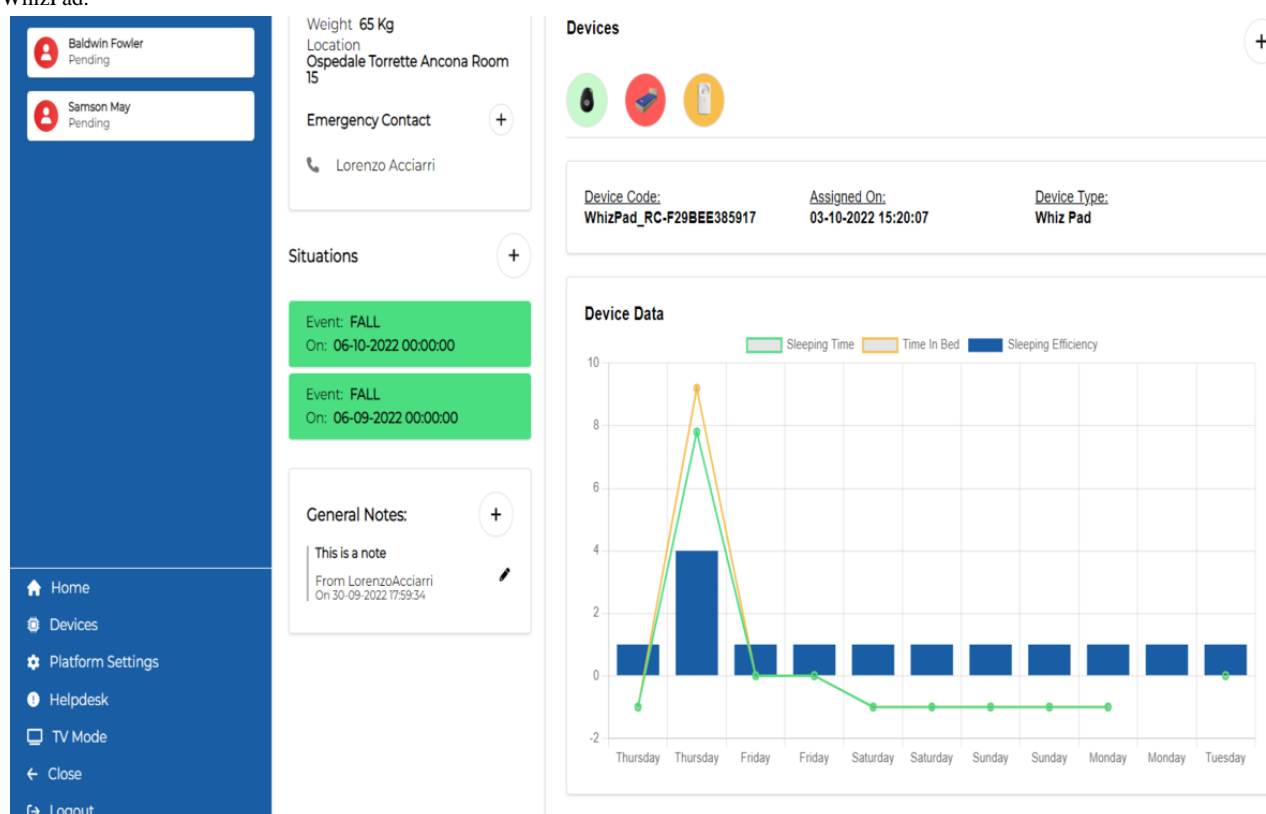 WhizPad.
Baldwin Fowler
Pending
Samson May
Pending
Home
Devices
Platform Settings
Helpdesk
TV Mode
Close
Logout
Weight 65 Kg
Location
Ospedale Torrette Ancona Room
15
Emergency Contact
+
Lorenzo Acciarri
Situations
+
Event: FALL
On: 06-10-2022 00:00:00
Event: FALL
On: 06-09-2022 00:00:00
General Notes:
+
This is a note
From LorenzoAcciarri
On 30-09-2022 17:59:34
Devices
+
Device Code:
WhizPad_RC-F29BEE385917
Assigned On:
03-10-2022 15:20:07
Device Type:
Whiz Pad
Device Data
Sleeping Time Time In Bed Sleeping Efficiency
10
8
6
4
2
0
-2
Thursday Thursday Friday Friday Saturday Saturday Sunday Sunday Monday Monday Tuesday